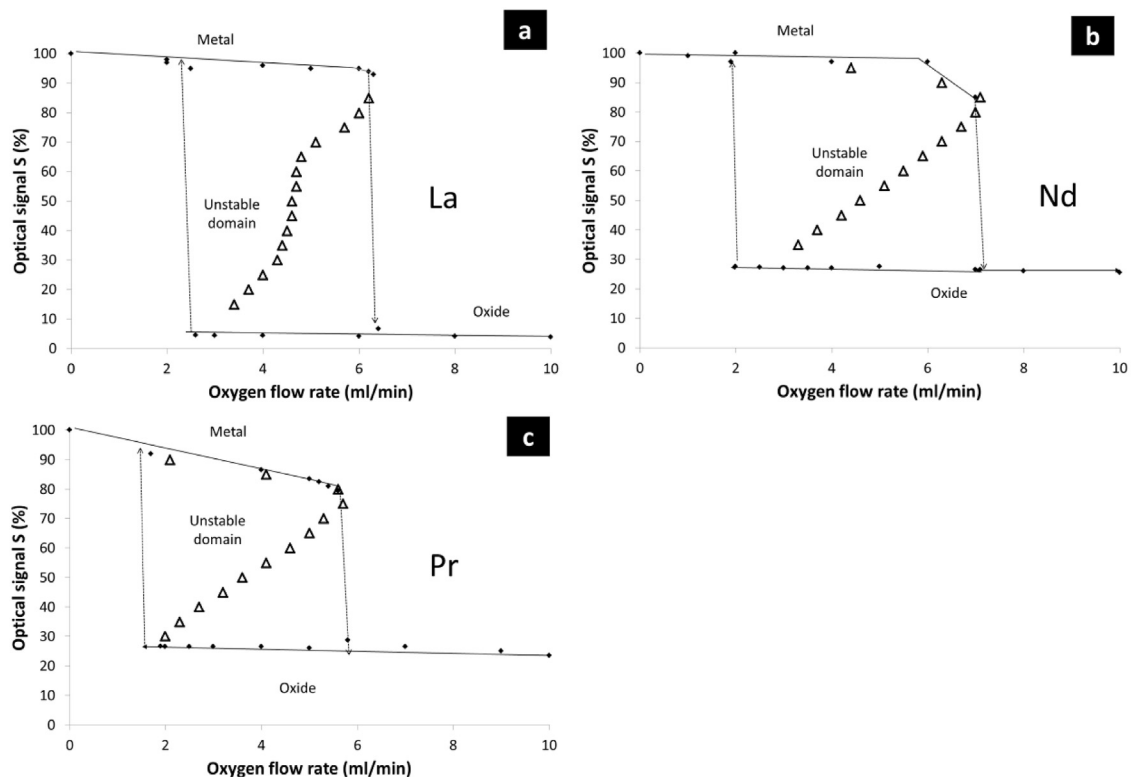 a
Metal
Optical signal S (%)
100
90
80
70
60
50
40
30
20
10
0
Unstable
domain
La
Oxide
0 2 4 6 8 10
Oxygen flow rate (ml/min)
b
Metal
Optical signal S (%)
100
90
80
70
60
50
40
30
20
10
0
Unstable
domain
Nd
Oxide
0 2 4 6 8 10
Oxygen flow rate (ml/min)
c
Metal
Optical signal S (%)
100
90
80
70
60
50
40
30
20
10
0
Unstable
domain
Pr
Oxide
0 2 4 6 8 10
Oxygen flow rate (ml/min)